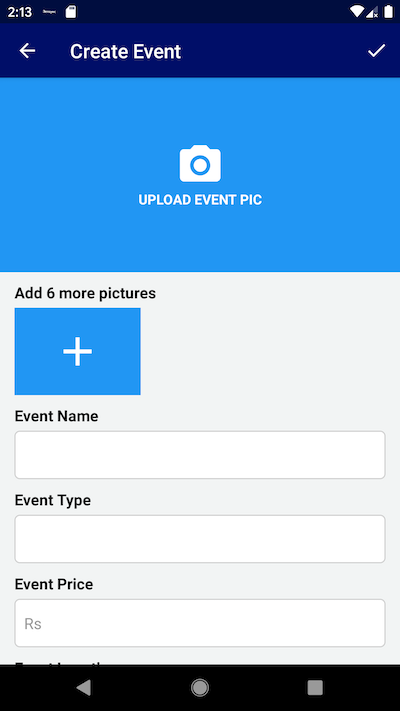 2:13
Create Event
UPLOAD EVENT PIC
Add 6 more pictures
Event Name
Event Type
Event Price
Rs